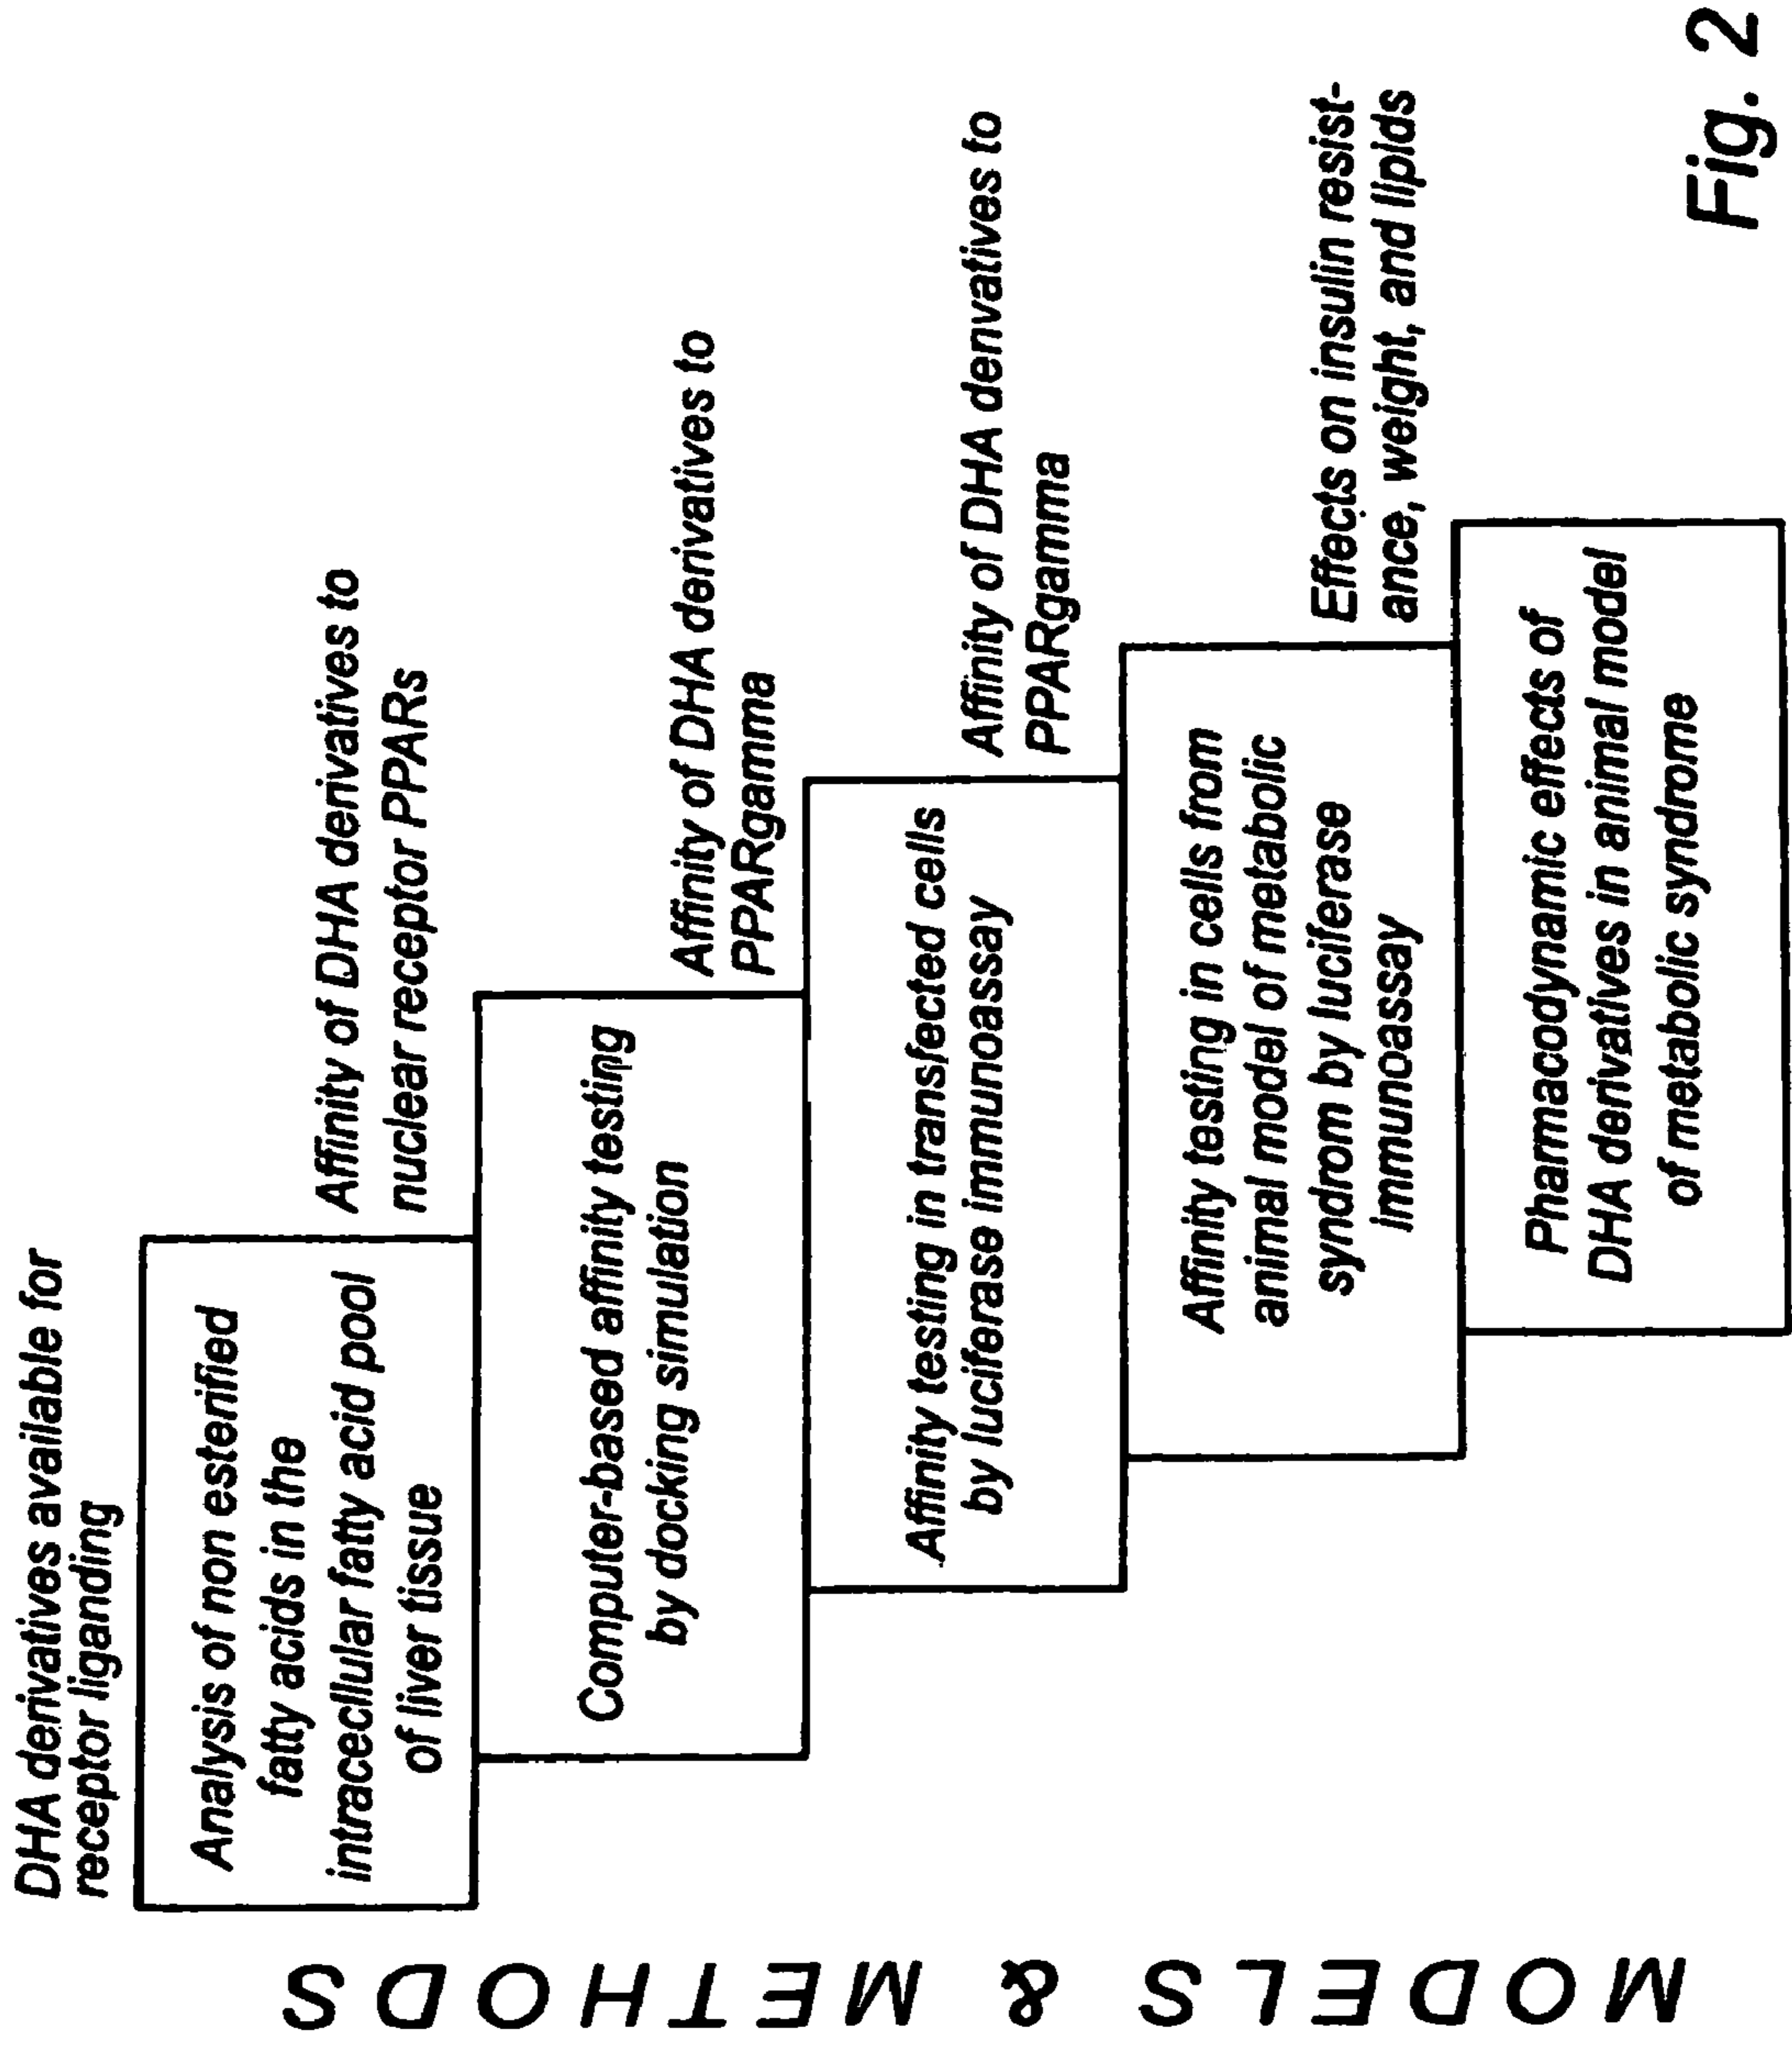 MODELS & METHODS
DHA derivatives available for
receptor liganding
Analysis of non esterified
fatty acids in the
intracellular fatty acid pool
of liver tissue
Affinity of DHA derivatives to
nuclear receptor PPARs
Computer-based affinity testing
by docking simulation
Affinity of DHA derivatives to
PPARgamma
Affinity testing in transfected cells
by luciferase immunoassay
Affinity of DHA derivatives to
PPARgamma
Affinity testing in cells from
animal model of metabolic
syndrom by luciferase
immunoassay
Effects on insulin resist-
ance, weight, and lipids
Pharmacodynamic effects of
DHA derivatives in animal model
of metabolic syndrome
Fig. 2